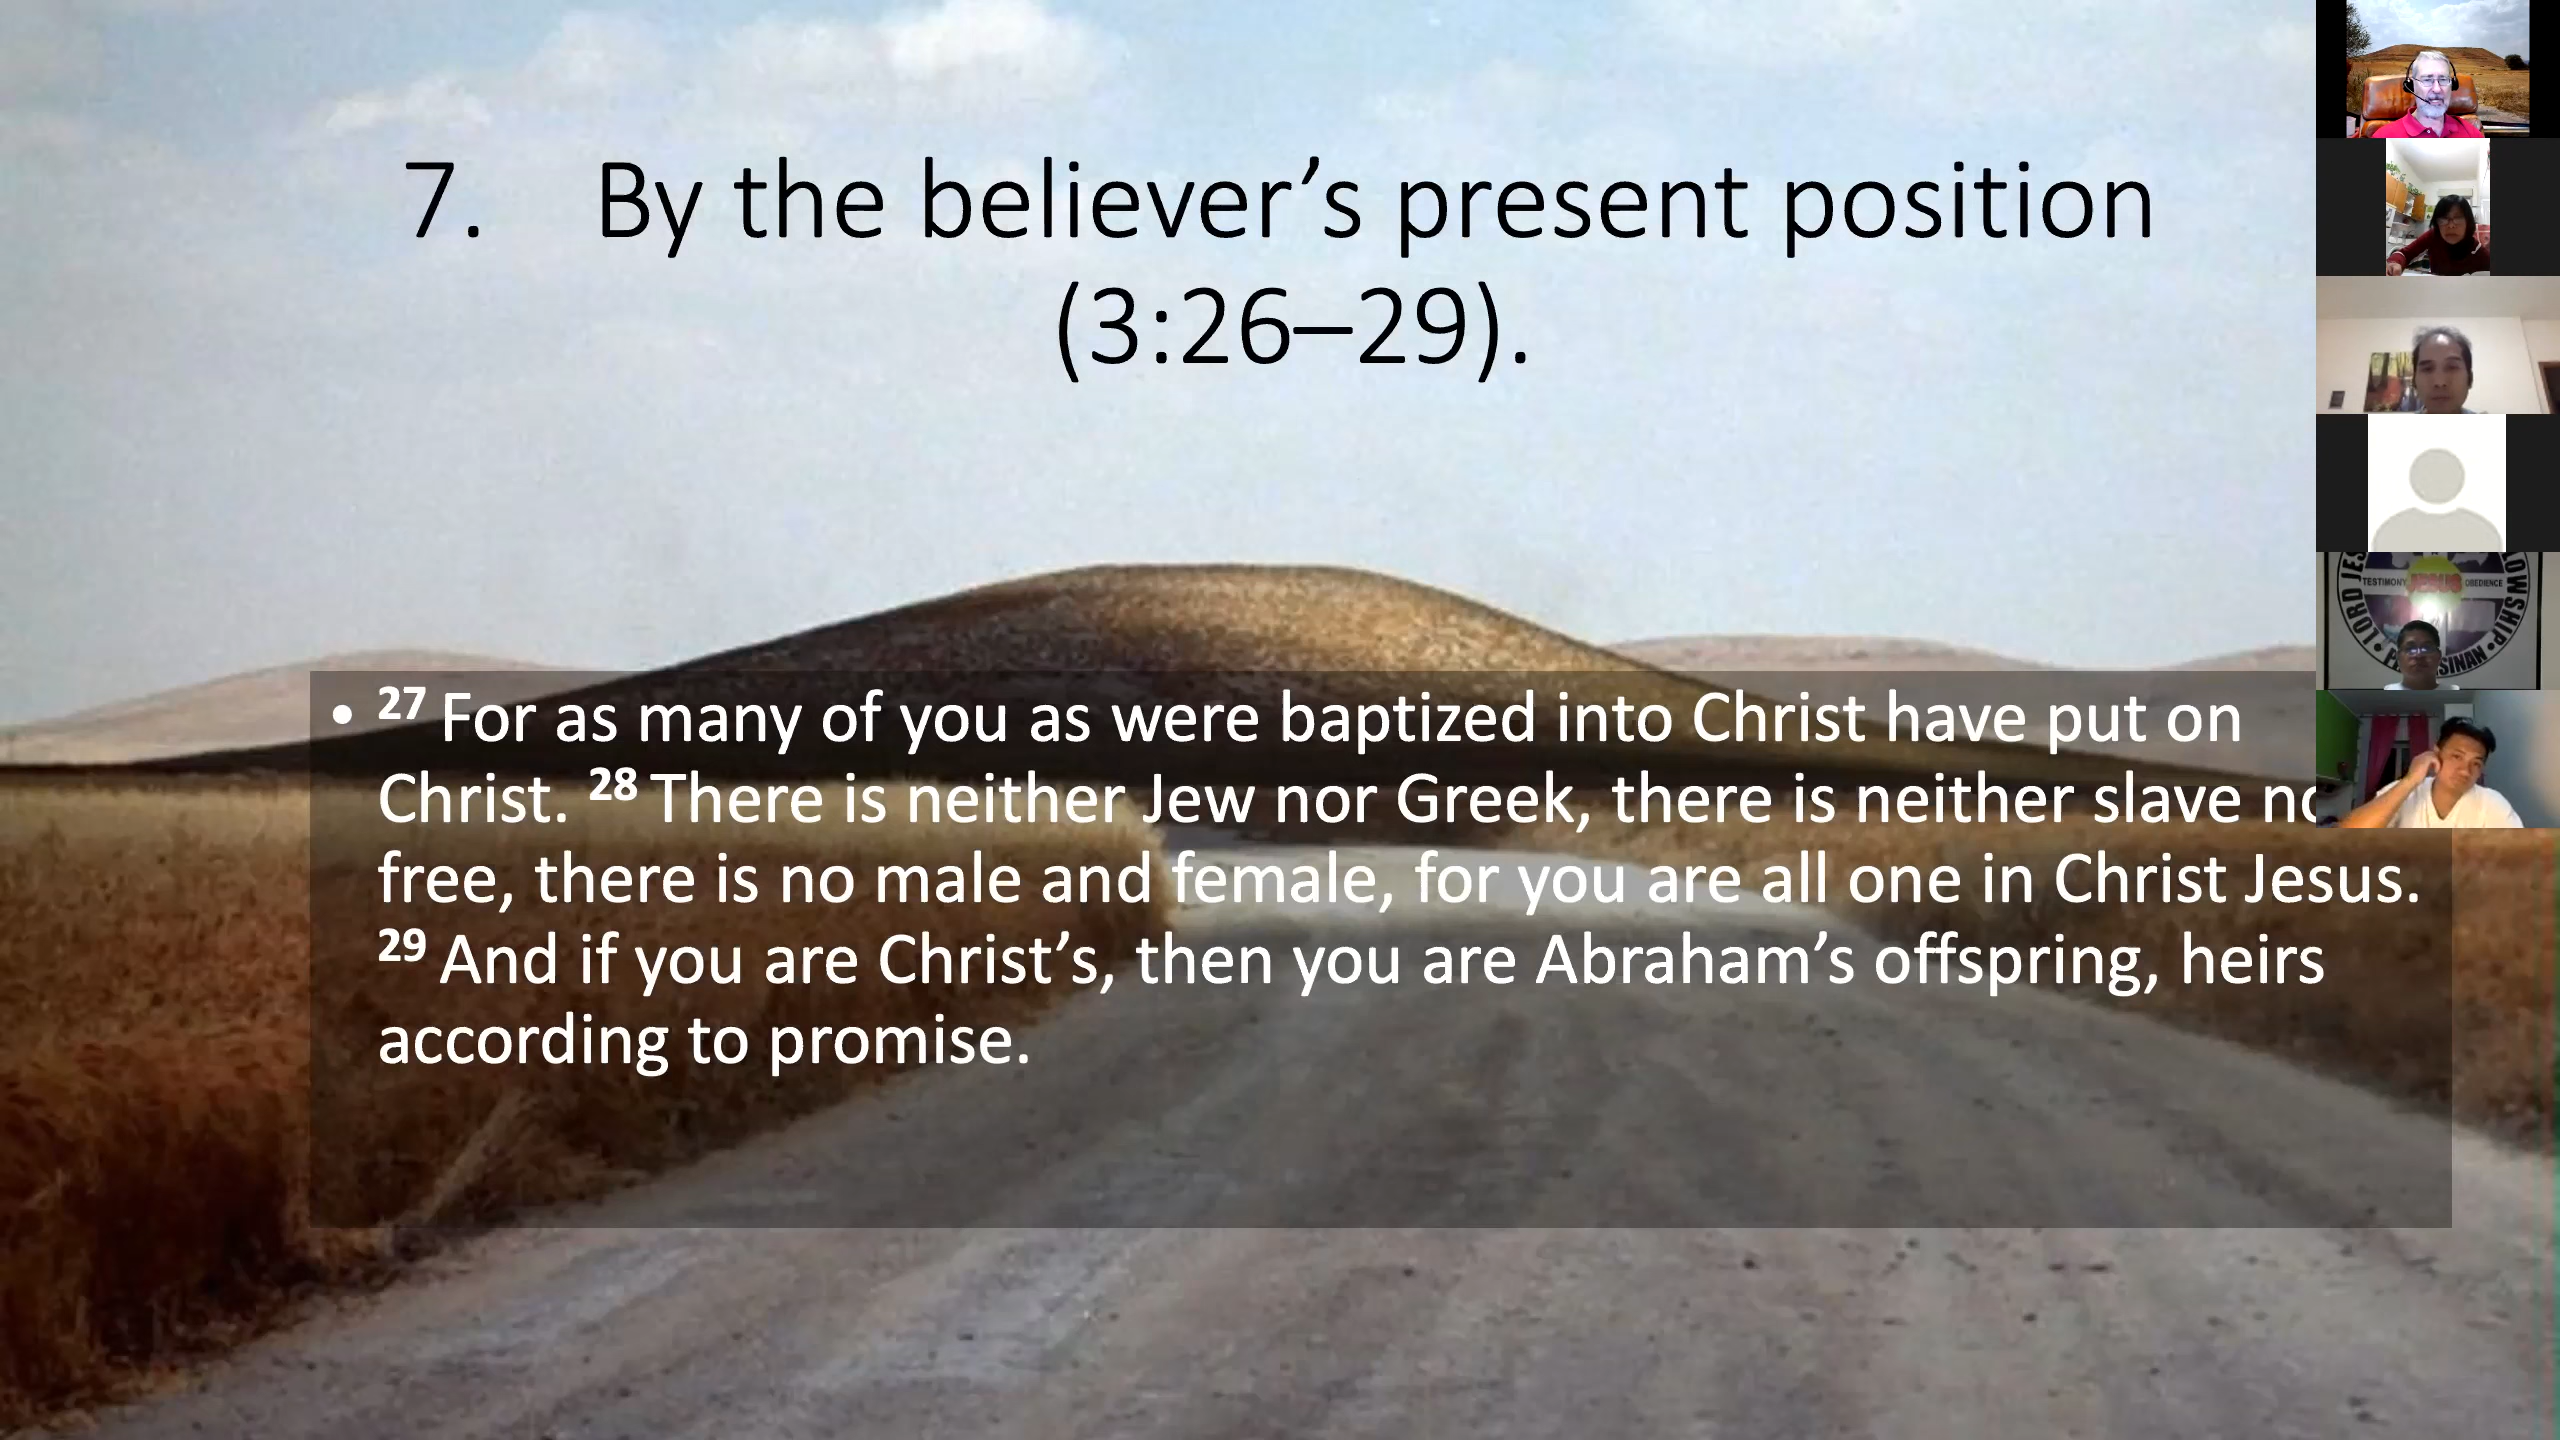 7. By the believer’s present position
(3:26–29).
• 27 For as many of you as were baptized into Christ have put on
Christ. 28 There is neither Jew nor Greek, there is neither slave
free, there is no male and female, for you are all one in Christ Jesus.
29 And if you are Christ’s, then you are Abraham’s offspring, heirs
according to promise.
TESTIMONY JESUS OBEDIENCE
LORD